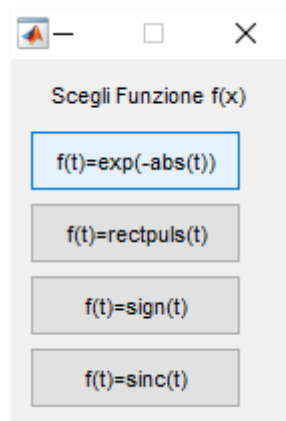 Scegli Funzione f(x)
f(t)=exp(-abs(t))
f(t)=rectpuls(t)
f(t)=sign(t)
f(t)=sinc(t)